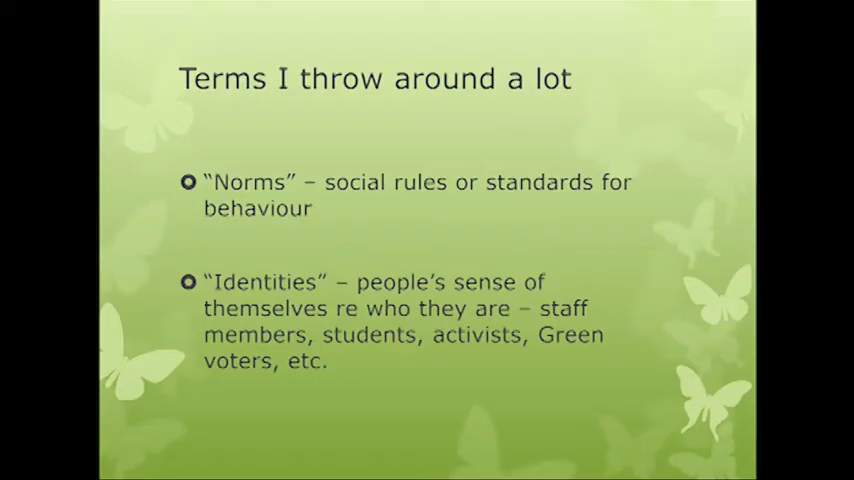 Terms I throw around a lot
“Norms” – social rules or standards for
behaviour
“Identities” – people’s sense of
themselves re who they are – staff
members, students, activists, Green
voters, etc.